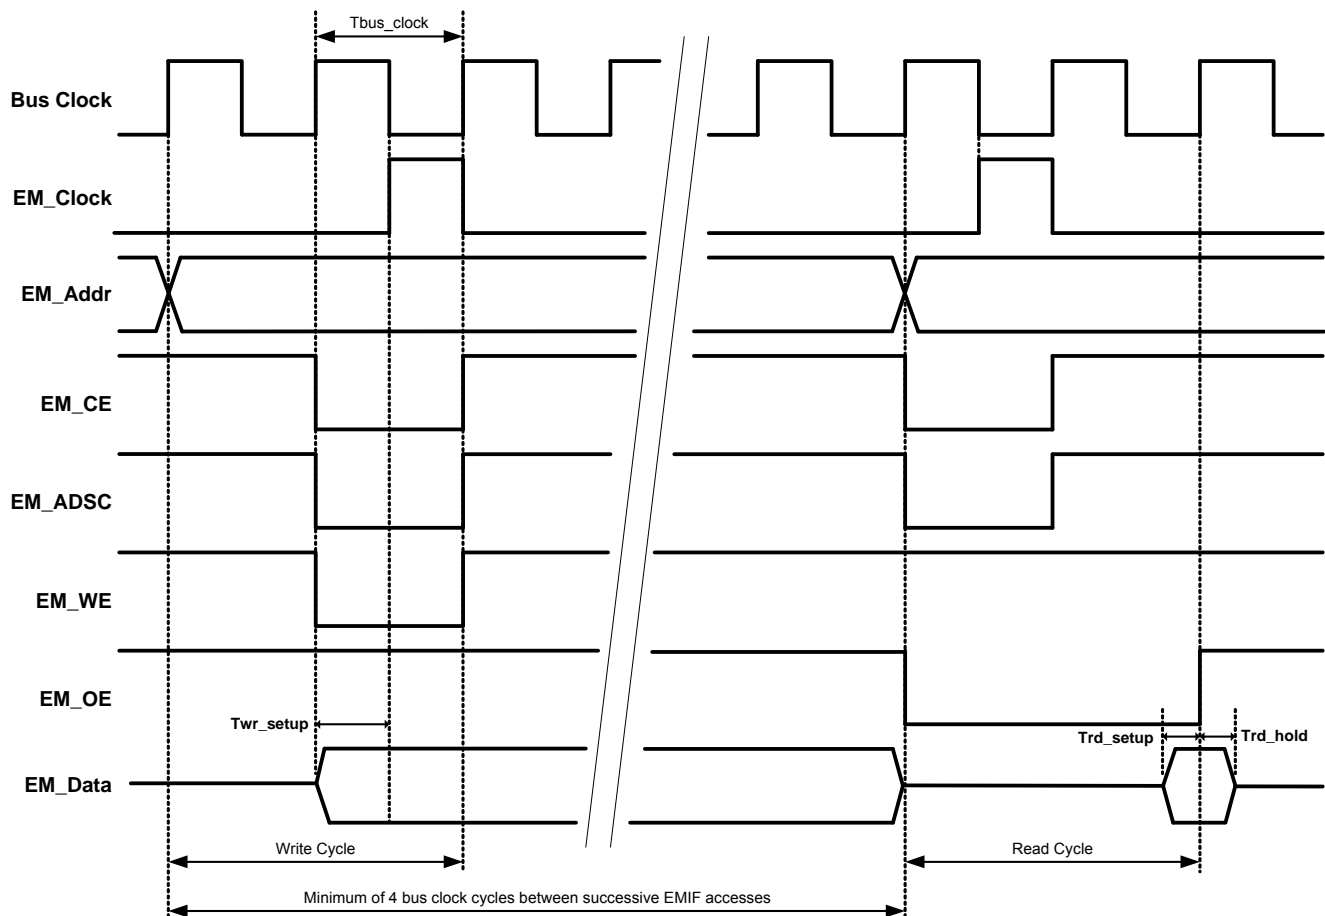 Tbus_clock
Bus Clock
EM_Clock
EM_Addr
EM_CE
EM_ADSC
EM_WE
EM_OE
Twr_setup
Trd_setup
Trd_hold
EM_Data
Write Cycle
Read Cycle
Minimum of 4 bus clock cycles between successive EMIF accesses